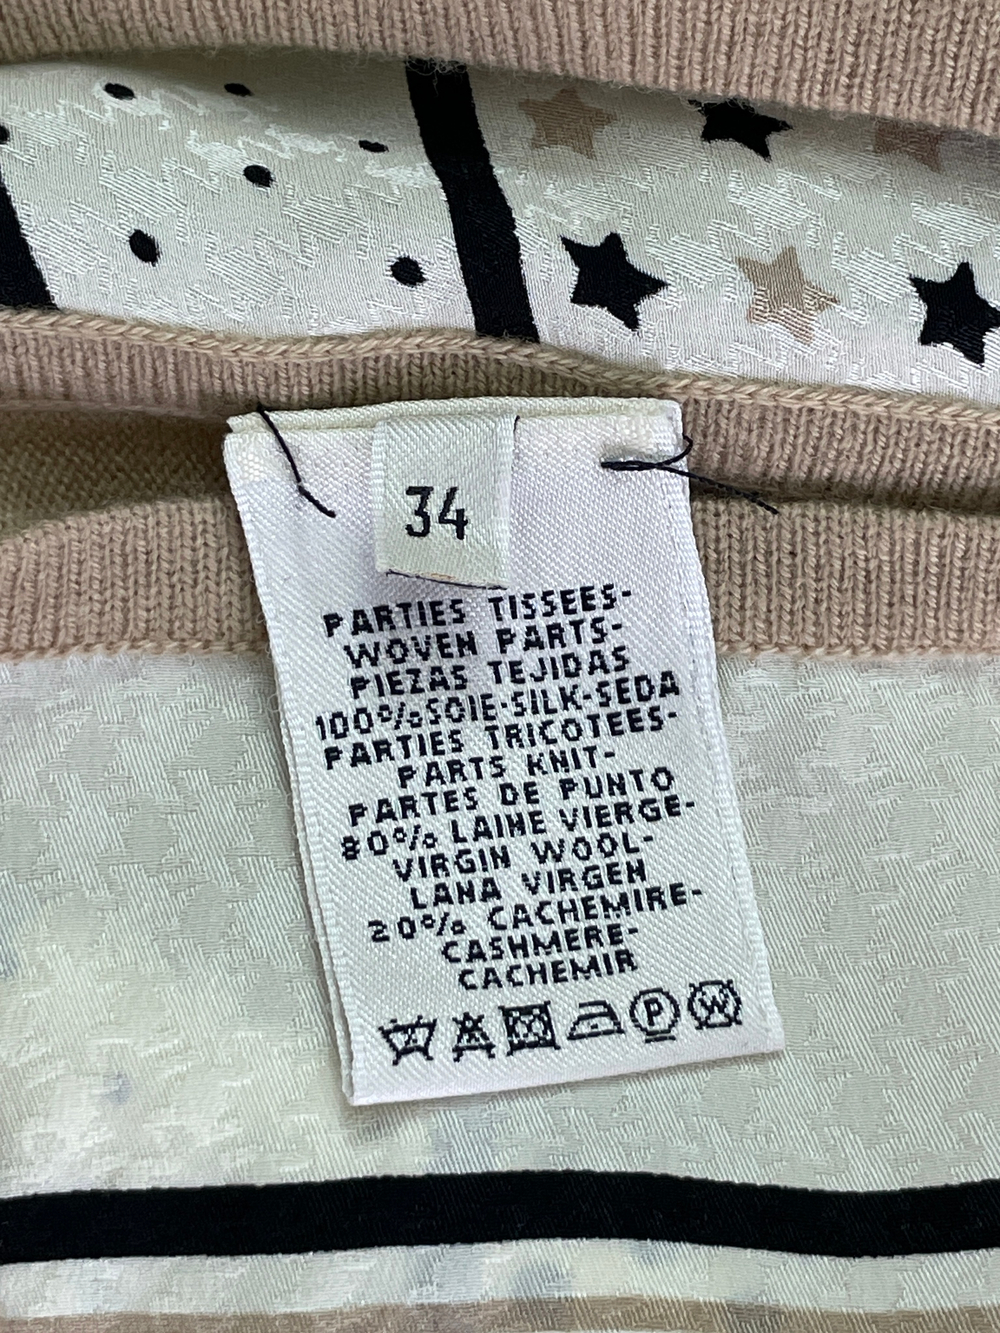 34
PARTIES TISSEES-
WOVEN PARTS-
PIEZAS TEJIDAS
100%SOIE-SILK-SEDA
PARTIES TRICOTEES-
PARTS KNIT-
PARTES DE PUNTO
80% LAINE VIERGE-
VIRGIN WOOL-
LANA VIRGEN
20% CACHEMIRE-
CASHMERE-
CACHEMIR
P W